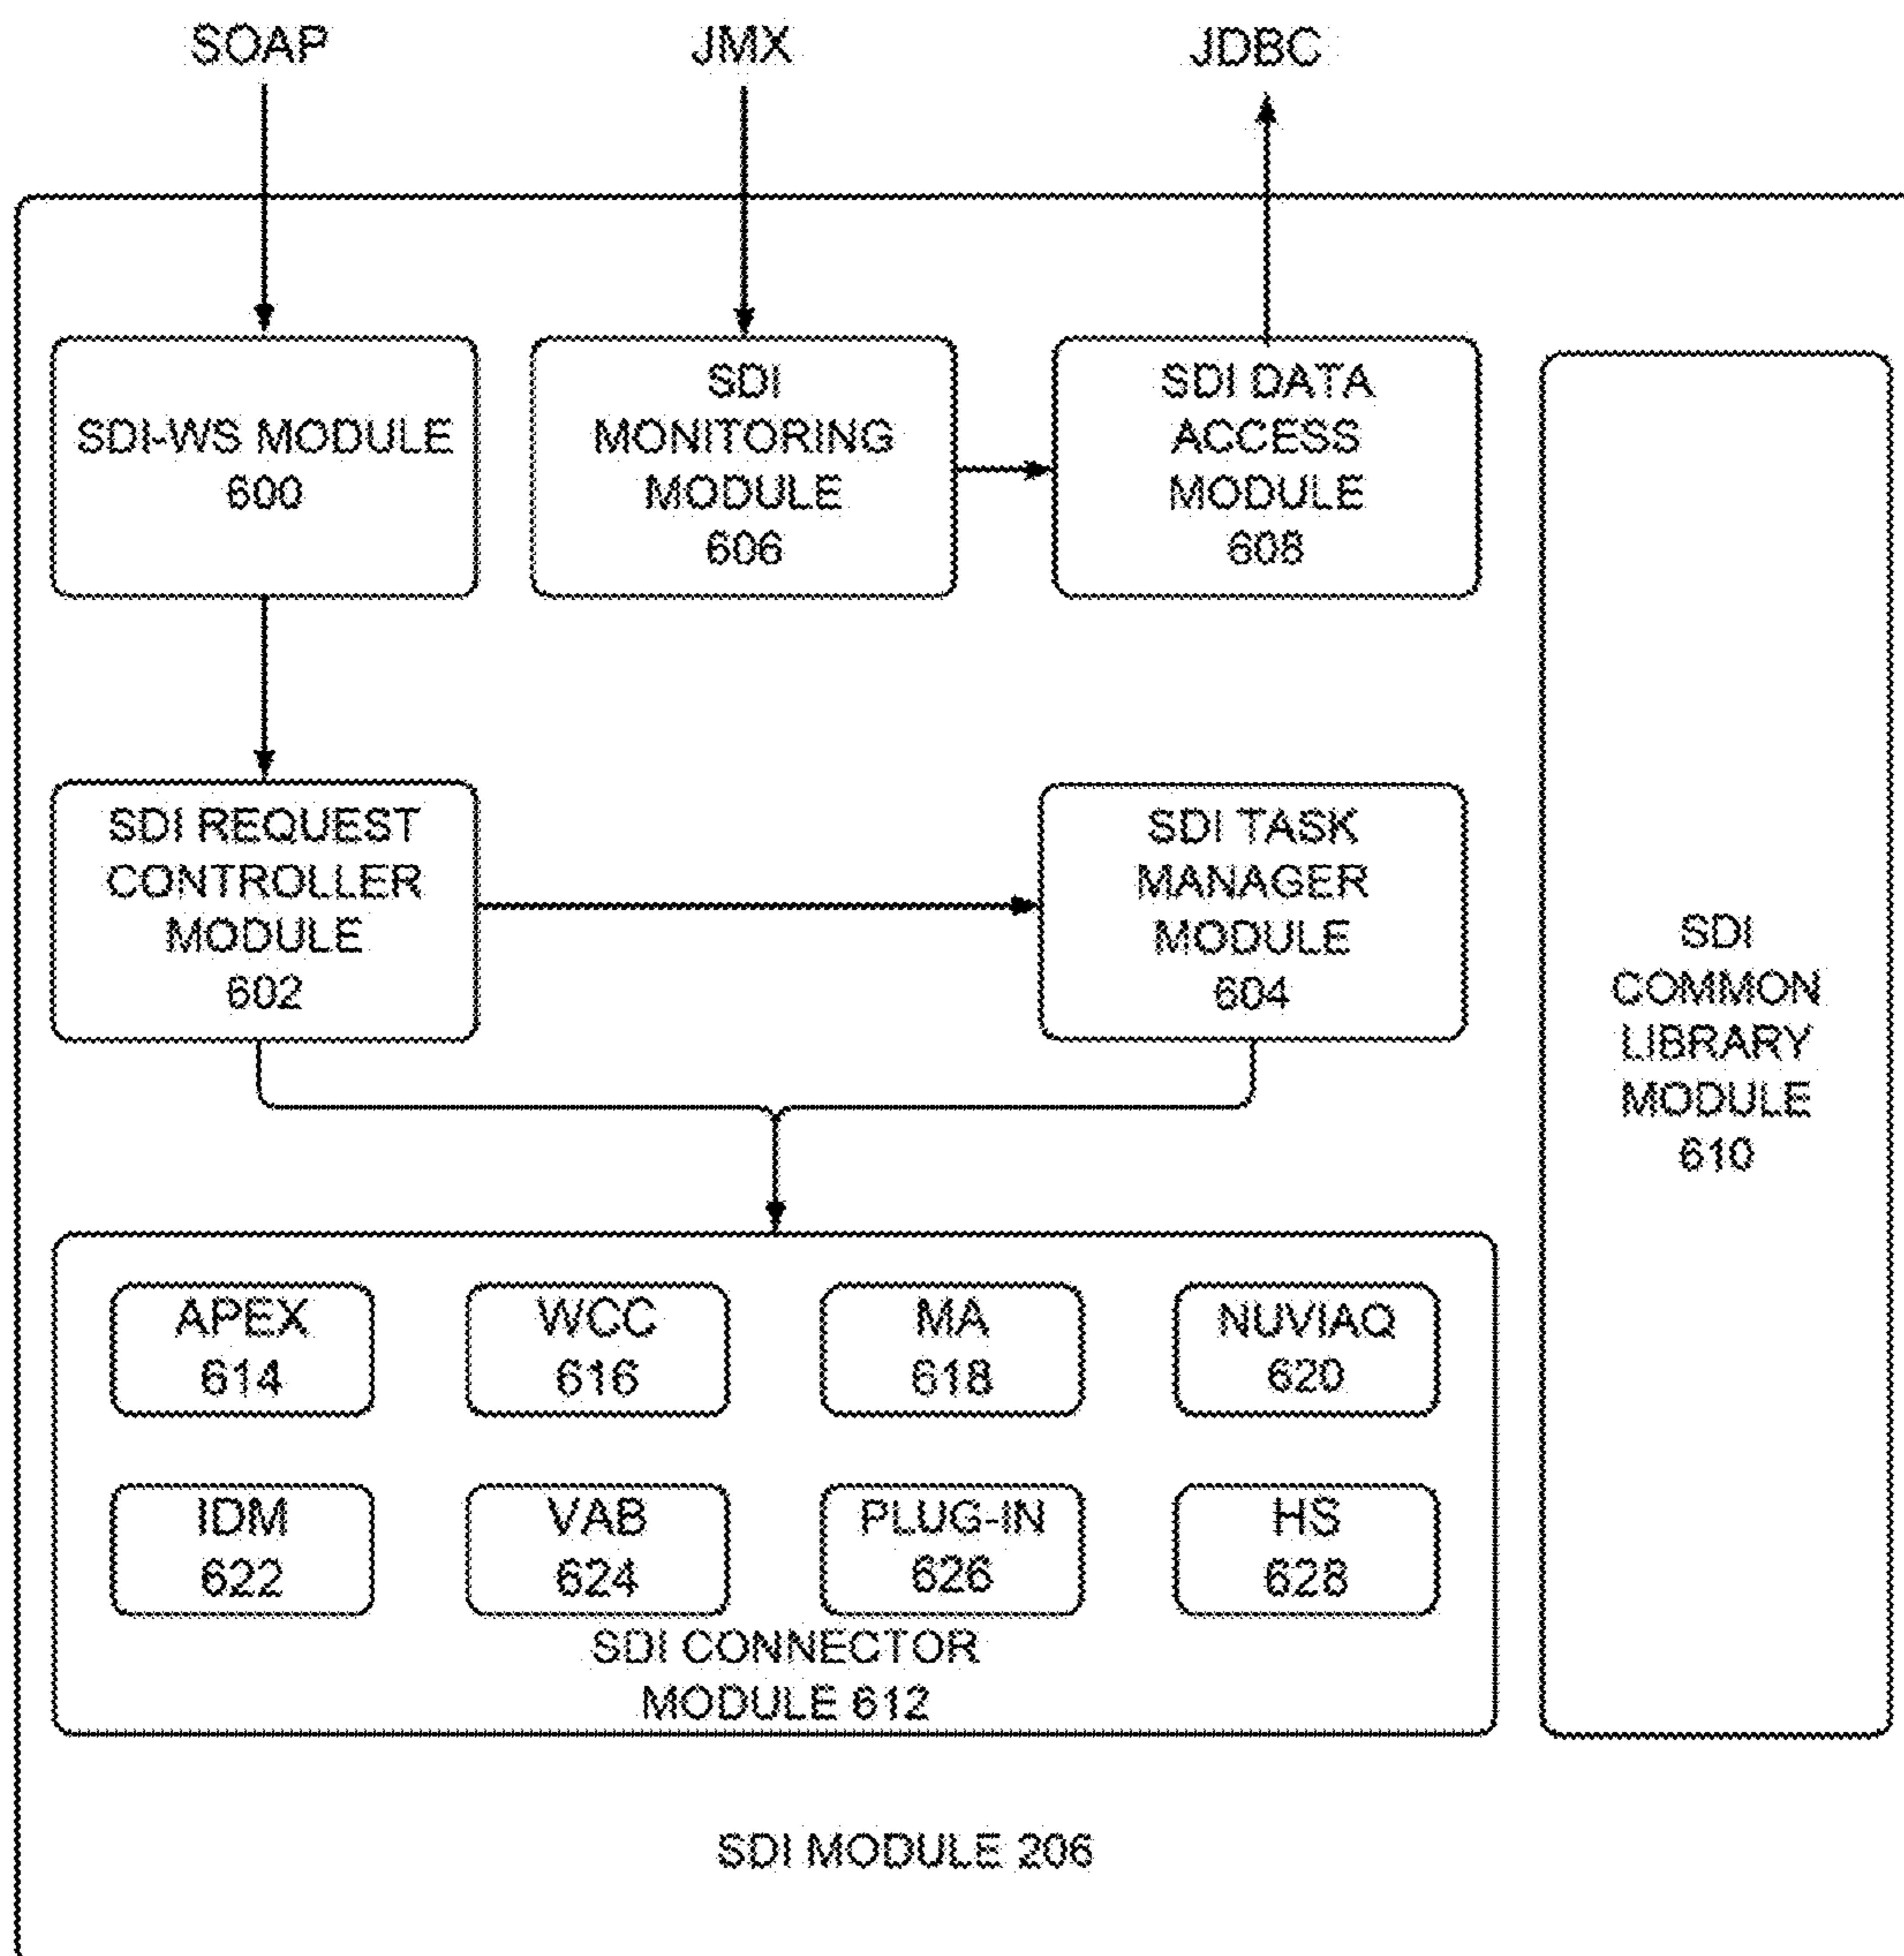 SOAP
JMX
JDBC
SDI-WS MODULE
600
SDI
MONITORING
MODULE
606
SDI DATA
ACCESS
MODULE
608
SDI REQUEST
CONTROLLER
MODULE
602
SDI TASK
MANAGER
MODULE
604
SDI
COMMON
LIBRARY
MODULE
610
APEX
614
WCC
616
MA
618
NUVIAQ
620
IDM
622
VAB
624
PLUG-IN
626
HS
628
SDI CONNECTOR
MODULE 612
SDI MODULE 206